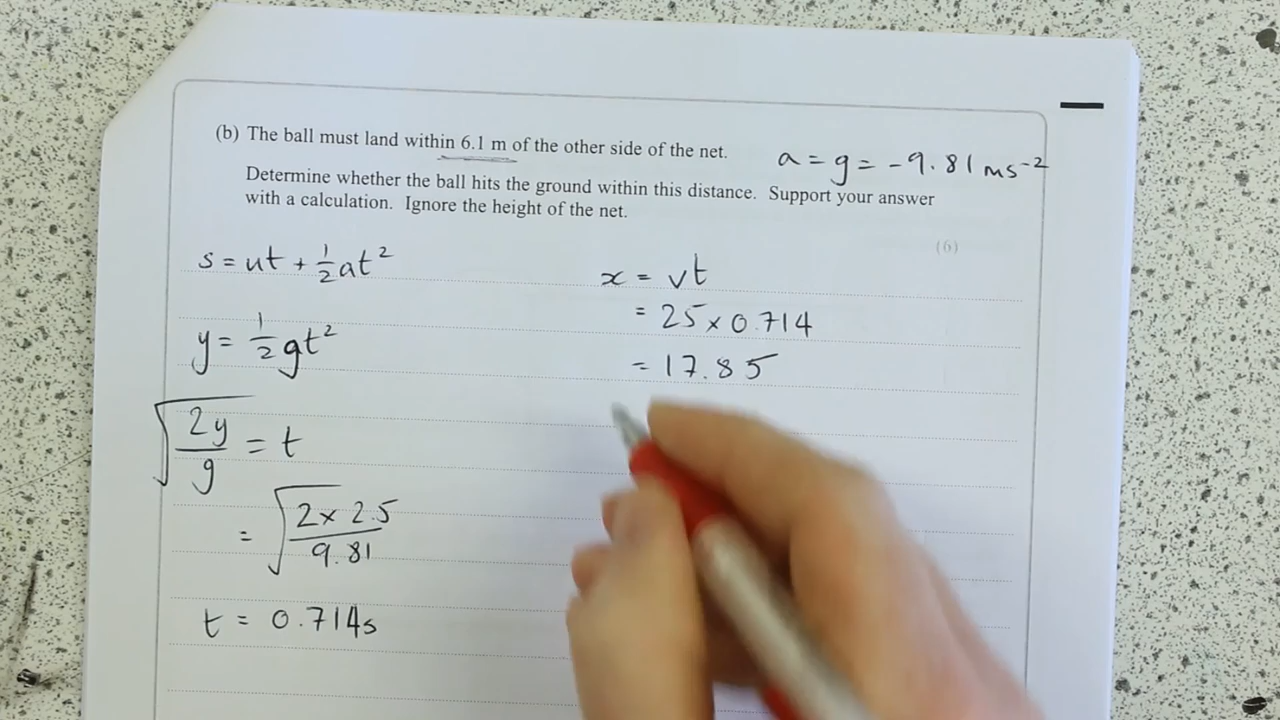 (b) The ball must land within 6.1 m of the other side of the net.
a = g = -9.81 ms⁻²
Determine whether the ball hits the ground within this distance. Support your answer
with a calculation. Ignore the height of the net.
(6)
s = ut + ½at²
y = ½gt²
√(2y/g) = t
= √(2 × 2.5/9.81)
t = 0.714s
x = vt
= 25 × 0.714
= 17.85